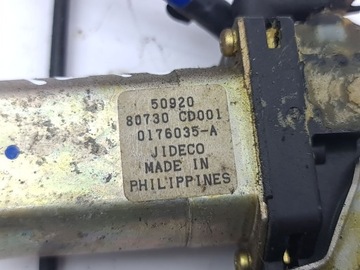 50920
80730 CD001
0176035-A
JIDECO
MADE IN
PHILIPPINES